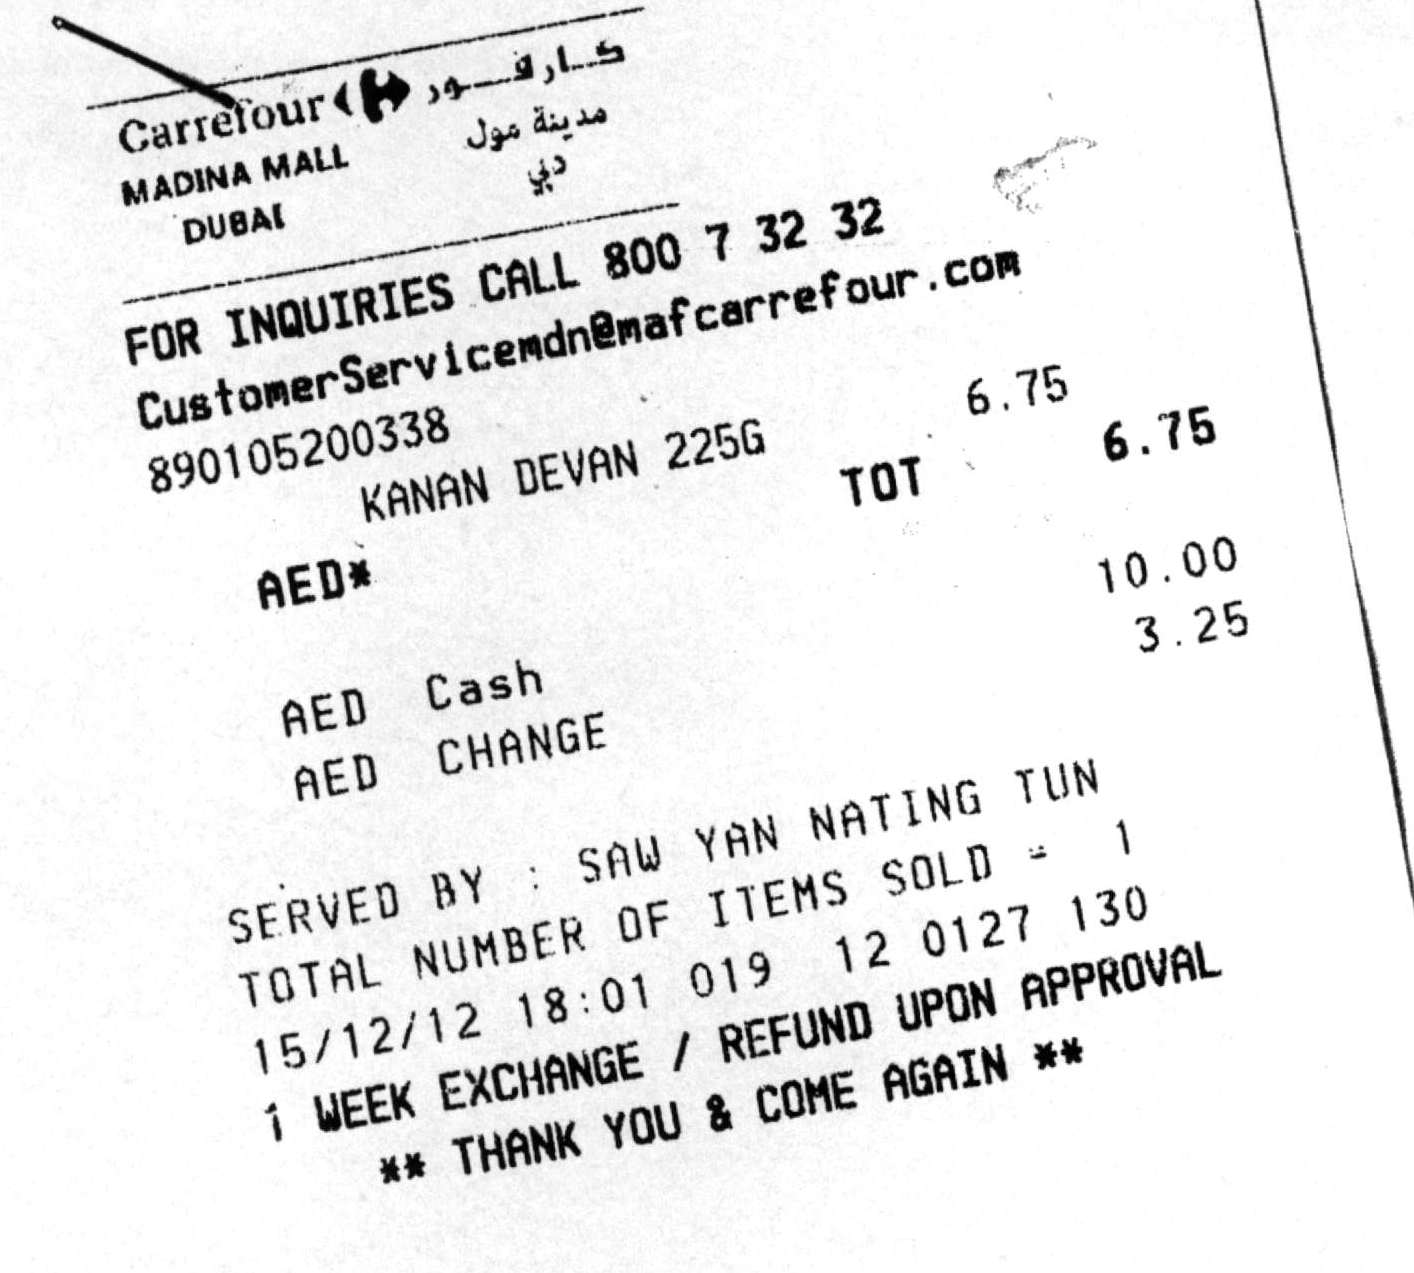 Carrefour كارفور
MADINA MALL مدينة مول
DUBAI دبي
FOR INQUIRIES CALL 800 7 32 32
CustomerServicemdn@mafcarrefour.com
890105200338
KANAN DEVAN 225G 6.75
AED* TOT 6.75
AED Cash 10.00
AED CHANGE 3.25
SERVED BY : SAW YAN NATING TUN
TOTAL NUMBER OF ITEMS SOLD = 1
15/12/12 18:01 019 12 0127 130
1 WEEK EXCHANGE / REFUND UPON APPROVAL
** THANK YOU & COME AGAIN **